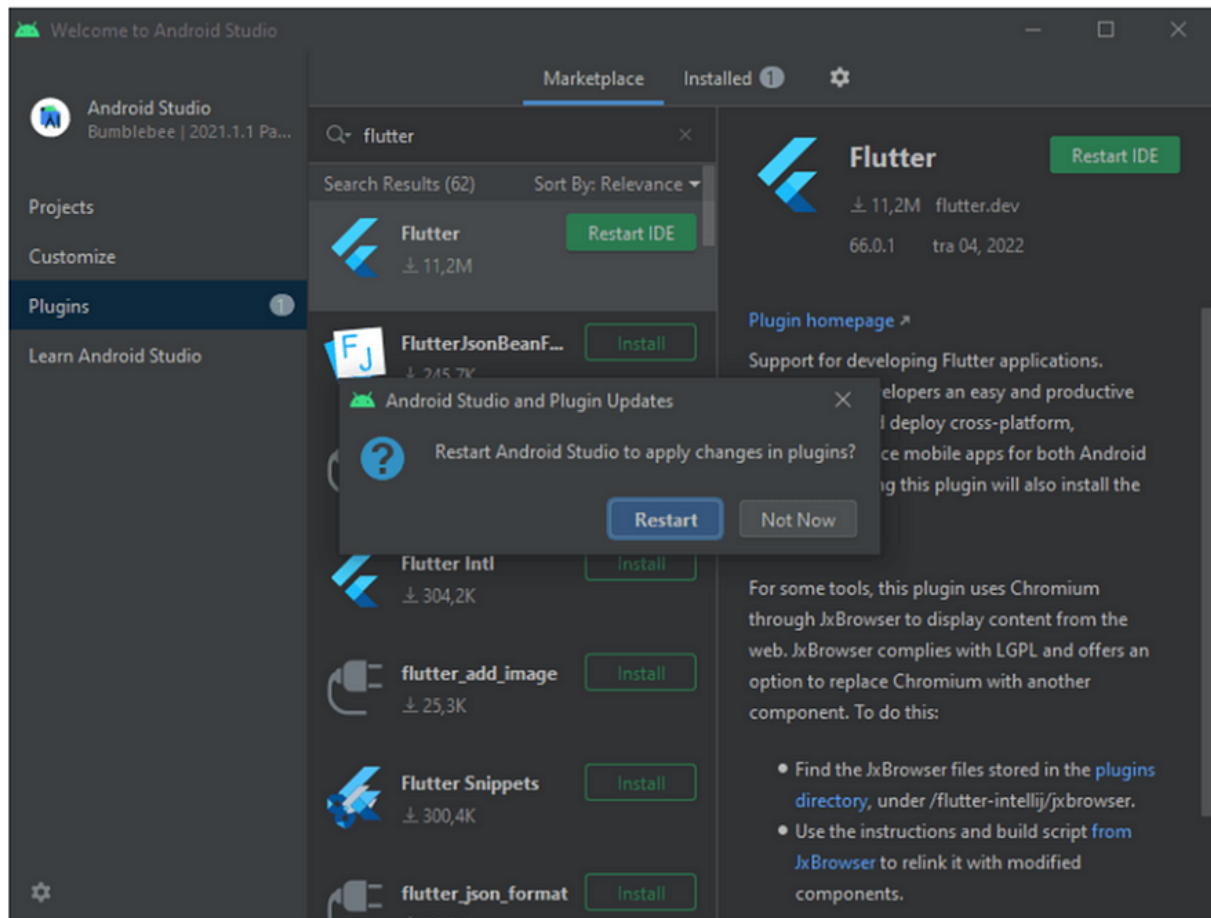 Welcome to Android Studio
Marketplace
Installed 1
Android Studio
Bumblebee | 2021.1.1 Pa...
Projects
Customize
Plugins 1
Learn Android Studio
flutter
Search Results (62) Sort By: Relevance
Flutter Restart IDE
11,2M
FlutterJsonBeanF... Install
245,7K
Android Studio and Plugin Updates
Restart Android Studio to apply changes in plugins?
Restart Not Now
Flutter Intl Install
304,2K
flutter_add_image Install
25,3K
Flutter Snippets Install
300,4K
flutter_json_format Install
Flutter Restart IDE
11,2M flutter.dev
66.0.1 tra 04, 2022
Plugin homepage ↗
Support for developing Flutter applications.
elopers an easy and productive
deploy cross-platform,
ce mobile apps for both Android
g this plugin will also install the
For some tools, this plugin uses Chromium
through JxBrowser to display content from the
web. JxBrowser complies with LGPL and offers an
option to replace Chromium with another
component. To do this:
• Find the JxBrowser files stored in the plugins
directory, under /flutter-intellij/jxbrowser.
• Use the instructions and build script from
JxBrowser to relink it with modified
components.